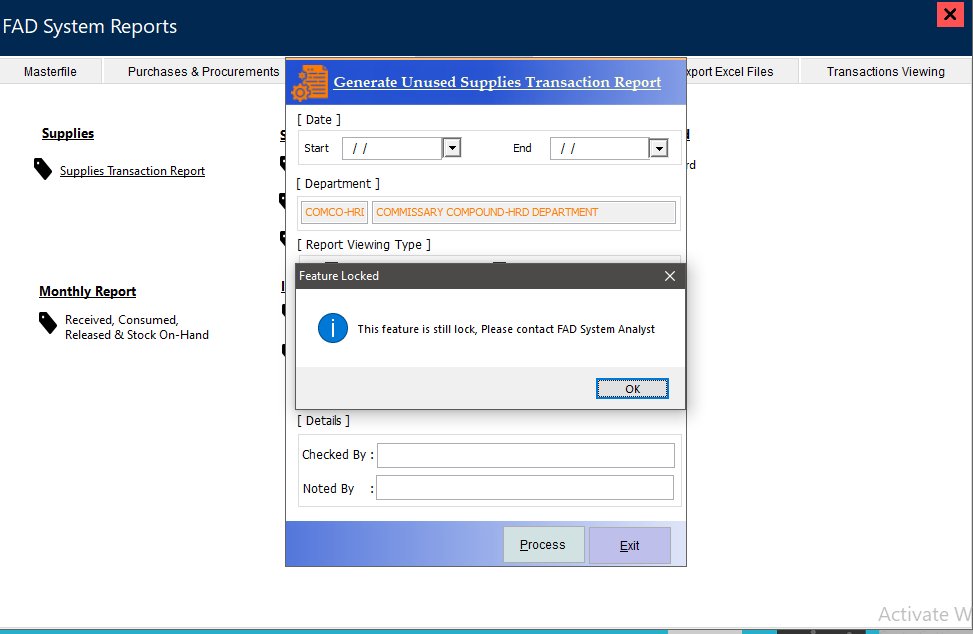 FAD System Reports
Masterfile
Purchases & Procurements
xport Excel Files
Transactions Viewing
Generate Unused Supplies Transaction Report
[ Date ]
Start / /
End / /
Supplies
Supplies Transaction Report
rd
[ Department ]
COMCO-HRD
COMMISSARY COMPOUND-HRD DEPARTMENT
[ Report Viewing Type ]
Feature Locked
This feature is still lock, Please contact FAD System Analyst
OK
Monthly Report
Received, Consumed,
Released & Stock On-Hand
[ Details ]
Checked By :
Noted By :
Process
Exit
Activate W